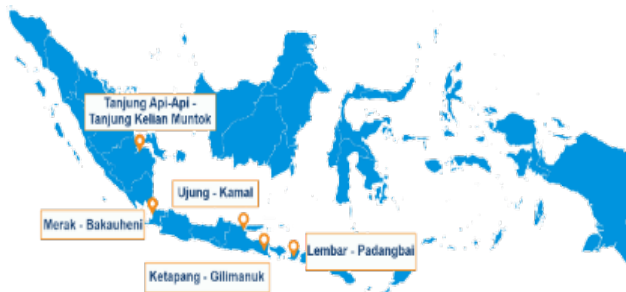 Tanjung Api-Api -
Tanjung Kelian Muntok
Ujung - Kamal
Merak - Bakauheni
Lembar - Padangbai
Ketapang - Gilimanuk